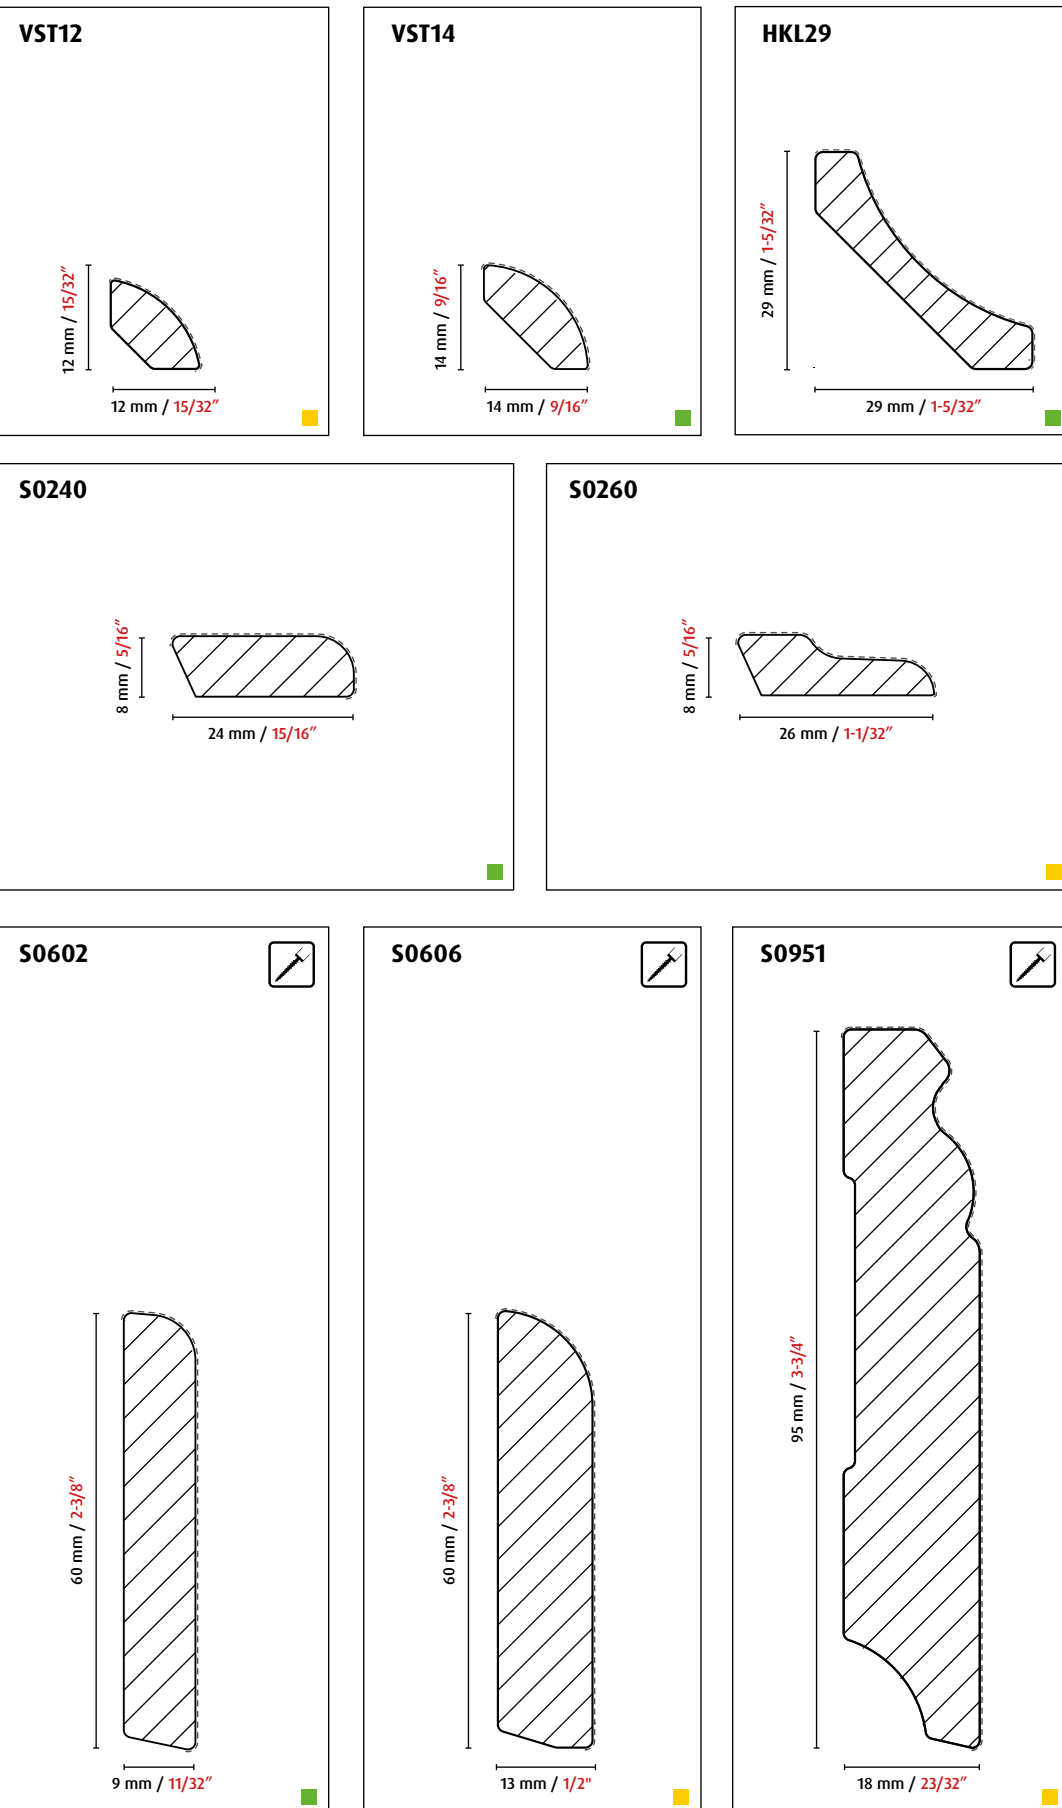 VST12
12 mm / 15/32″
12 mm / 15/32″
VST14
14 mm / 9/16″
14 mm / 9/16″
HKL29
29 mm / 1-5/32″
29 mm / 1-5/32″
S0240
8 mm / 5/16″
24 mm / 15/16″
S0260
8 mm / 5/16″
26 mm / 1-1/32″
S0602
60 mm / 2-3/8″
9 mm / 11/32″
S0606
60 mm / 2-3/8″
13 mm / 1/2"
S0951
95 mm / 3-3/4″
18 mm / 23/32″